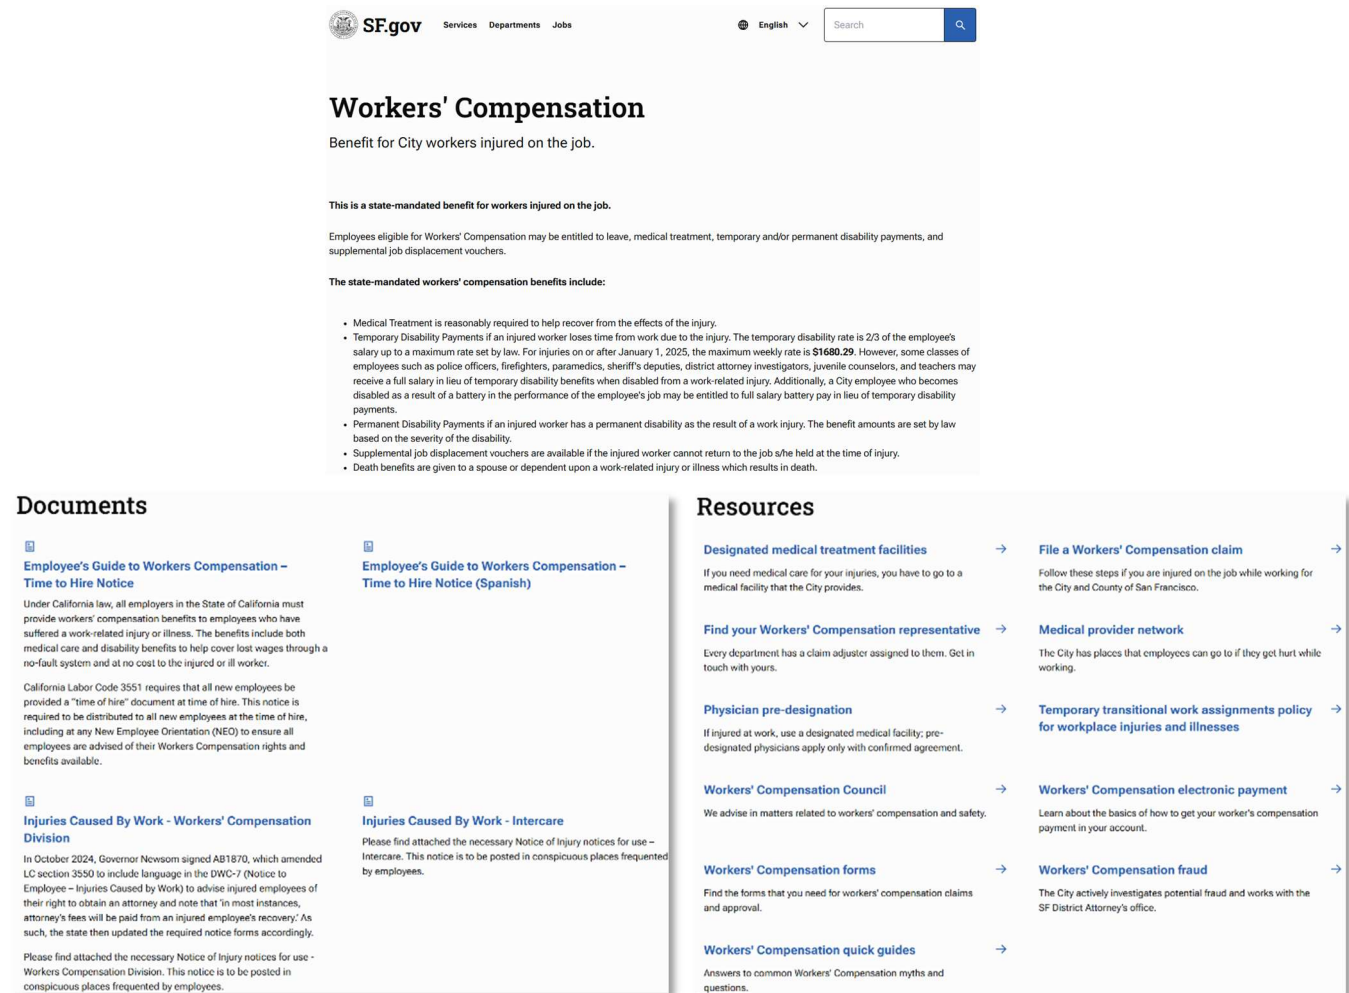 SF.gov
Services Departments Jobs
English
Search
Workers' Compensation
Benefit for City workers injured on the job.
This is a state-mandated benefit for workers injured on the job.
Employees eligible for Workers' Compensation may be entitled to leave, medical treatment, temporary and/or permanent disability payments, and
supplemental job displacement vouchers.
The state-mandated workers' compensation benefits include:
• Medical Treatment is reasonably required to help recover from the effects of the injury.
• Temporary Disability Payments if an injured worker loses time from work due to the injury. The temporary disability rate is 2/3 of the employee's
salary up to a maximum rate set by law. For injuries on or after January 1, 2025, the maximum weekly rate is $1680.29. However, some classes of
employees such as police officers, firefighters, paramedics, sheriff's deputies, district attorney investigators, juvenile counselors, and teachers may
receive a full salary in lieu of temporary disability benefits when disabled from a work-related injury. Additionally, a City employee who becomes
disabled as a result of a battery in the performance of the employee's job may be entitled to full salary battery pay in lieu of temporary disability
payments.
• Permanent Disability Payments if an injured worker has a permanent disability as the result of a work injury. The benefit amounts are set by law
based on the severity of the disability.
• Supplemental job displacement vouchers are available if the injured worker cannot return to the job s/he held at the time of injury.
• Death benefits are given to a spouse or dependent upon a work-related injury or illness which results in death.
Documents
Employee's Guide to Workers Compensation –
Time to Hire Notice
Under California law, all employers in the State of California must
provide workers' compensation benefits to employees who have
suffered a work-related injury or illness. The benefits include both
medical care and disability benefits to help cover lost wages through a
no-fault system and at no cost to the injured or ill worker.
California Labor Code 3551 requires that all new employees be
provided a "time of hire" document at time of hire. This notice is
required to be distributed to all new employees at the time of hire,
including at any New Employee Orientation (NEO) to ensure all
employees are advised of their Workers Compensation rights and
benefits available.
Employee's Guide to Workers Compensation –
Time to Hire Notice (Spanish)
Injuries Caused By Work - Workers' Compensation
Division
In October 2024, Governor Newsom signed AB1870, which amended
LC section 3550 to include language in the DWC-7 (Notice to
Employee – Injuries Caused by Work) to advise injured employees of
their right to obtain an attorney and note that 'in most instances,
attorney's fees will be paid from an injured employee's recovery.' As
such, the state then updated the required notice forms accordingly.
Please find attached the necessary Notice of Injury notices for use -
Workers Compensation Division. This notice is to be posted in
conspicuous places frequented by employees.
Injuries Caused By Work - Intercare
Please find attached the necessary Notice of Injury notices for use –
Intercare. This notice is to be posted in conspicuous places frequented
by employees.
Resources
Designated medical treatment facilities
If you need medical care for your injuries, you have to go to a
medical facility that the City provides.
File a Workers' Compensation claim
Follow these steps if you are injured on the job while working for
the City and County of San Francisco.
Find your Workers' Compensation representative
Every department has a claim adjuster assigned to them. Get in
touch with yours.
Medical provider network
The City has places that employees can go to if they get hurt while
working.
Physician pre-designation
If injured at work, use a designated medical facility; pre-
designated physicians apply only with confirmed agreement.
Temporary transitional work assignments policy
for workplace injuries and illnesses
Workers' Compensation Council
We advise in matters related to workers' compensation and safety.
Workers' Compensation electronic payment
Learn about the basics of how to get your worker's compensation
payment in your account.
Workers' Compensation forms
Find the forms that you need for workers' compensation claims
and approval.
Workers' Compensation fraud
The City actively investigates potential fraud and works with the
SF District Attorney's office.
Workers' Compensation quick guides
Answers to common Workers' Compensation myths and
questions.